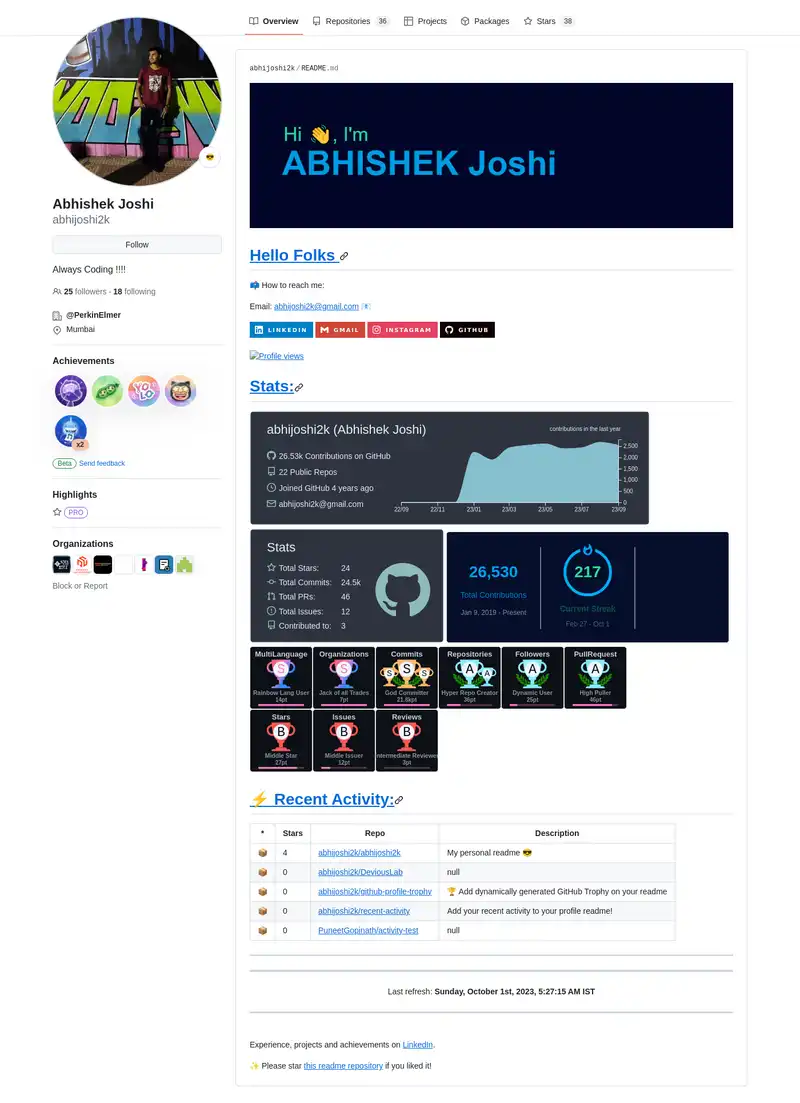 Overview Repositories 36 Projects Packages Stars 38
Abhishek Joshi
abhijoshi2k
Follow
Always Coding !!!!
25 followers · 18 following
@PerkinElmer
Mumbai
Achievements
YOLO
x2
Beta Send feedback
Highlights
PRO
Organizations
Block or Report
abhijoshi2k/README.md
Hi 👋, I'm
ABHISHEK Joshi
Hello Folks
📫 How to reach me:
Email: abhijoshi2k@gmail.com 📧
LINKEDIN GMAIL INSTAGRAM GITHUB
Profile views
Stats:
abhijoshi2k (Abhishek Joshi)
contributions in the last year
26.53k Contributions on GitHub
22 Public Repos
Joined GitHub 4 years ago
abhijoshi2k@gmail.com
2,500
2,000
1,500
1,000
500
0
22/09 22/11 23/01 23/03 23/05 23/07 23/09
Stats
Total Stars: 24
Total Commits: 24.5k
Total PRs: 46
Total Issues: 12
Contributed to: 3
26,530
Total Contributions
Jan 9, 2019 - Present
217
Current Streak
Feb 27 - Oct 1
MultiLanguage Organizations Commits Repositories Followers PullRequest
S S S S S A A A A A
Rainbow Lang User Jack of all Trades God Committer Hyper Repo Creator Dynamic User High Puller
14pt 7pt 21.8kpt 36pt 25pt 46pt
Stars Issues Reviews
B B B
Middle Star Middle Issuer ntermediate Reviewe
27pt 12pt 3pt
⚡ Recent Activity:
* Stars Repo Description
📦 4 abhijoshi2k/abhijoshi2k My personal readme 😎
📦 0 abhijoshi2k/DeviousLab null
📦 0 abhijoshi2k/github-profile-trophy 🏆 Add dynamically generated GitHub Trophy on your readme
📦 0 abhijoshi2k/recent-activity Add your recent activity to your profile readme!
📦 0 PuneetGopinath/activity-test null
Last refresh: Sunday, October 1st, 2023, 5:27:15 AM IST
Experience, projects and achievements on LinkedIn.
✨ Please star this readme repository if you liked it!